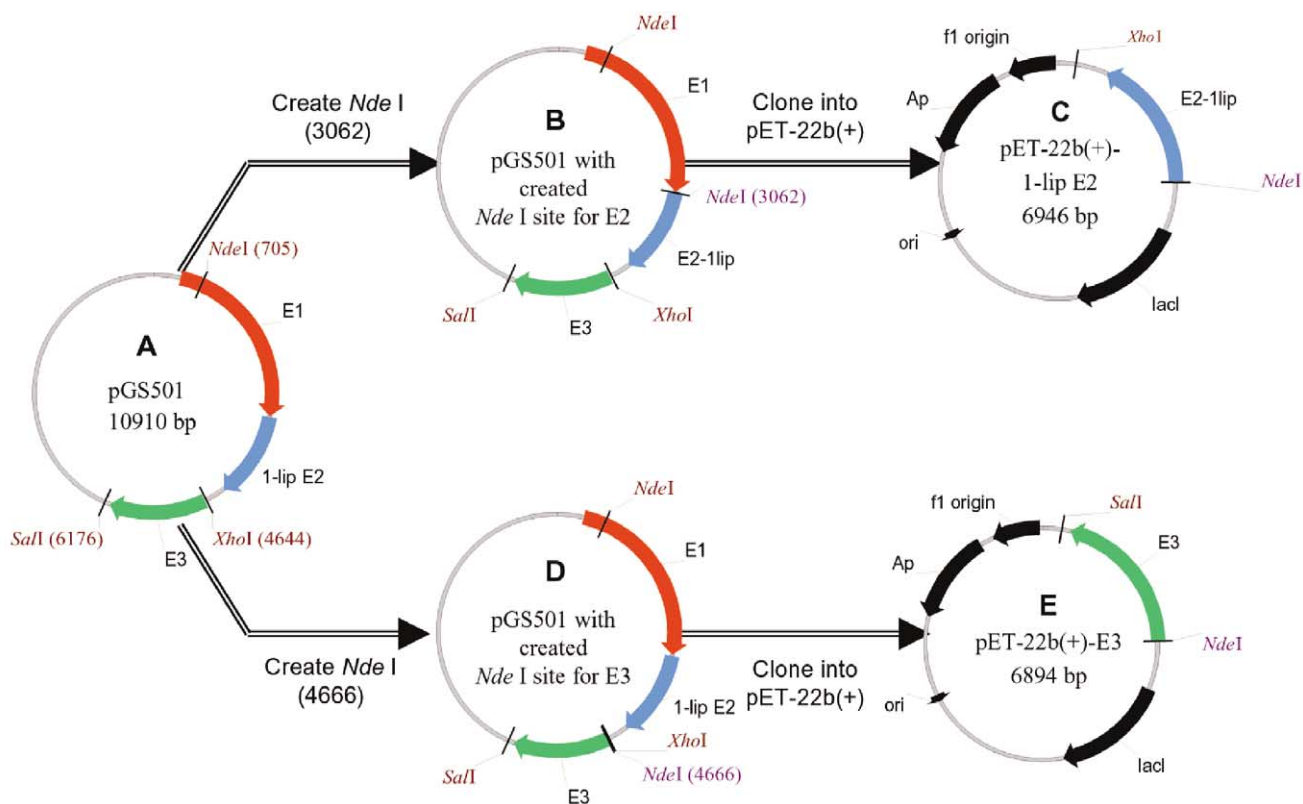 Create Nde I
(3062)
NdeI
E1
B
pGS501 with
created
Nde I site for E2
NdeI (3062)
E2-1lip
SalI
E3
XhoI
Clone into
pET-22b(+)
f1 origin
XhoI
Ap
E2-1lip
C
pET-22b(+)-
1-lip E2
6946 bp
NdeI
ori
lacI
NdeI (705)
E1
A
pGS501
10910 bp
1-lip E2
SalI (6176)
XhoI (4644)
E3
Create Nde I
(4666)
NdeI
E1
D
pGS501 with
created
Nde I site for E3
1-lip E2
XhoI
SalI
NdeI (4666)
E3
Clone into
pET-22b(+)
f1 origin
SalI
E3
Ap
E
pET-22b(+)-E3
6894 bp
NdeI
ori
lacI